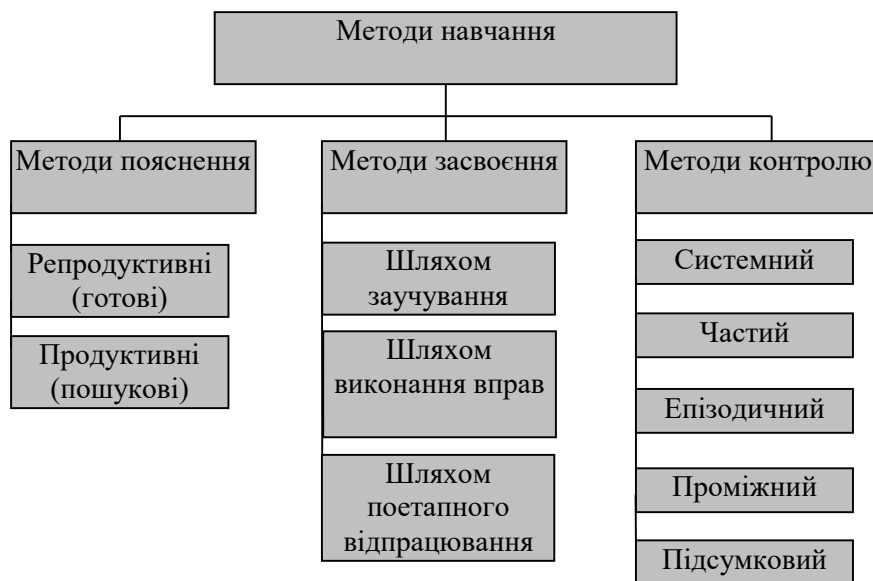 Методи навчання
Методи пояснення
Репродуктивні
(готові)
Продуктивні
(пошукові)
Методи засвоєння
Шляхом
заучування
Шляхом
виконання вправ
Шляхом
поетапного
відпрацювання
Методи контролю
Системний
Частий
Епізодичний
Проміжний
Підсумковий